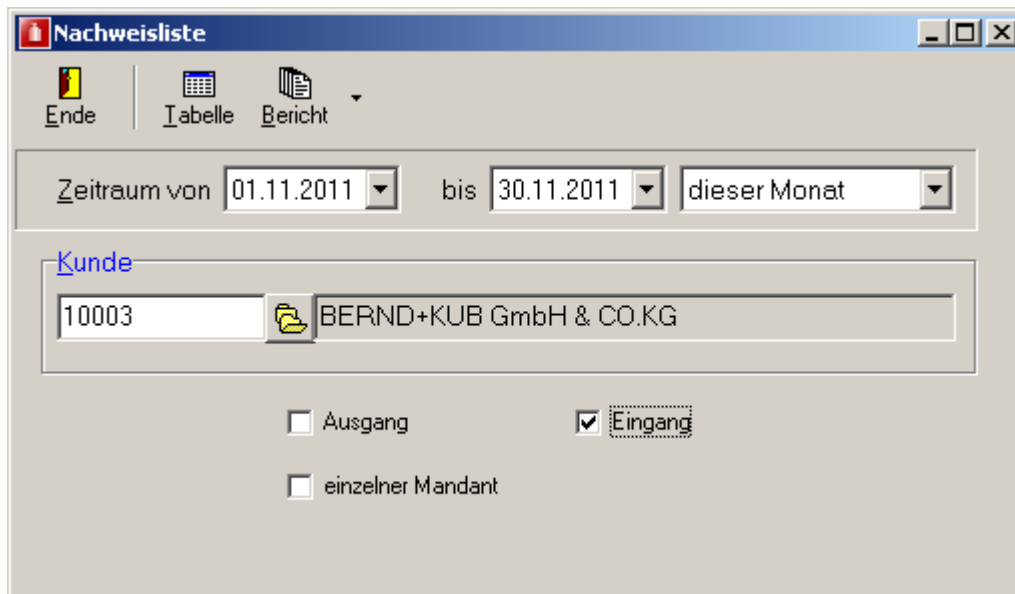 Nachweisliste
Ende Tabelle Bericht
Zeitraum von 01.11.2011 bis 30.11.2011 dieser Monat
Kunde
10003 BERND+KUB GmbH & CO.KG
Ausgang Eingang
einzelner Mandant